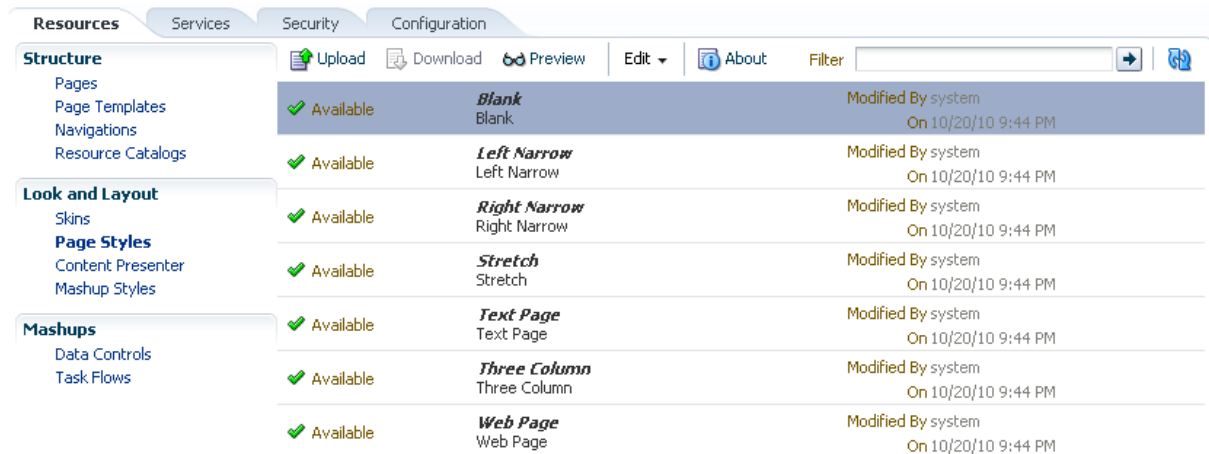 Resources Services Security Configuration
Structure
Pages
Page Templates
Navigations
Resource Catalogs
Look and Layout
Skins
Page Styles
Content Presenter
Mashup Styles
Mashups
Data Controls
Task Flows
Upload Download Preview Edit About Filter
Available Blank Modified By system
Blank On 10/20/10 9:44 PM
Available Left Narrow Modified By system
Left Narrow On 10/20/10 9:44 PM
Available Right Narrow Modified By system
Right Narrow On 10/20/10 9:44 PM
Available Stretch Modified By system
Stretch On 10/20/10 9:44 PM
Available Text Page Modified By system
Text Page On 10/20/10 9:44 PM
Available Three Column Modified By system
Three Column On 10/20/10 9:44 PM
Available Web Page Modified By system
Web Page On 10/20/10 9:44 PM